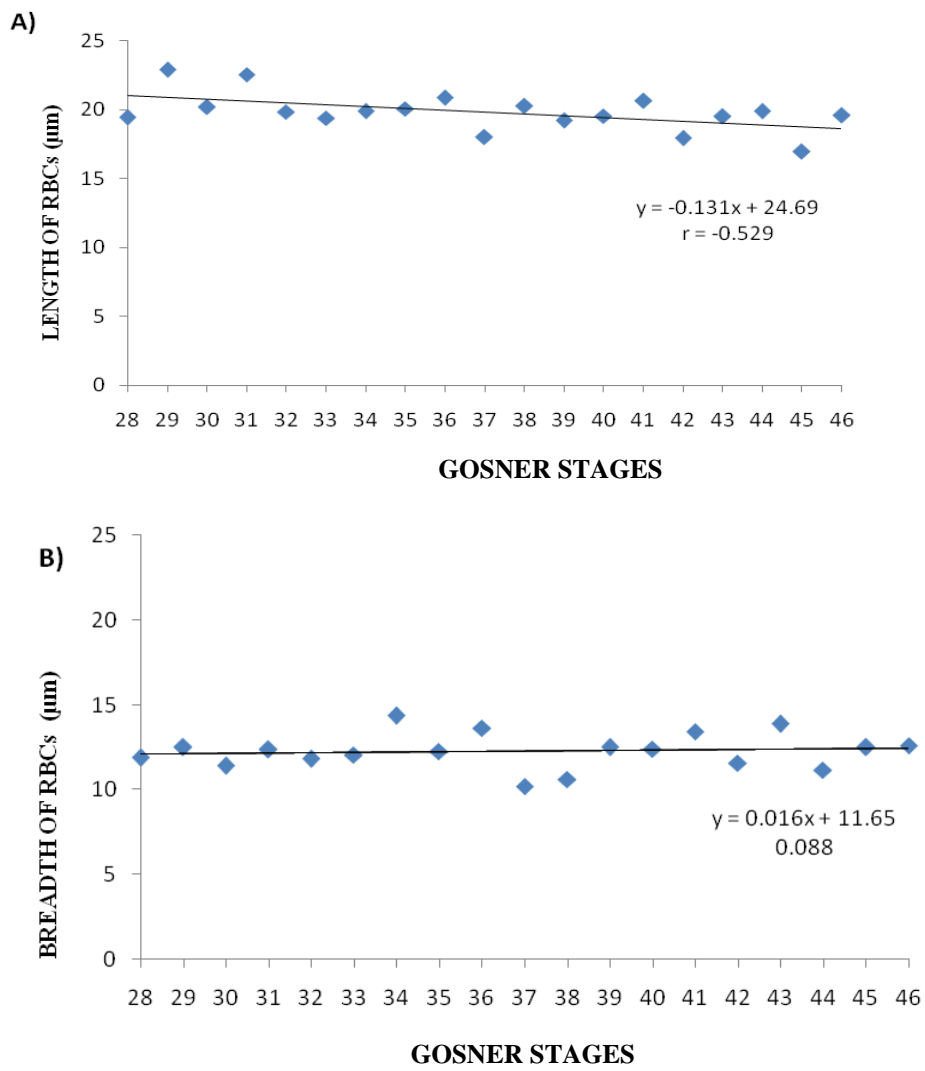 A)
25
20
15
10
5
0
LENGTH OF RBCs (µm)
y = -0.131x + 24.69
r = -0.529
28 29 30 31 32 33 34 35 36 37 38 39 40 41 42 43 44 45 46
GOSNER STAGES
B)
25
20
15
10
5
0
BREADTH OF RBCs (µm)
y = 0.016x + 11.65
0.088
28 29 30 31 32 33 34 35 36 37 38 39 40 41 42 43 44 45 46
GOSNER STAGES